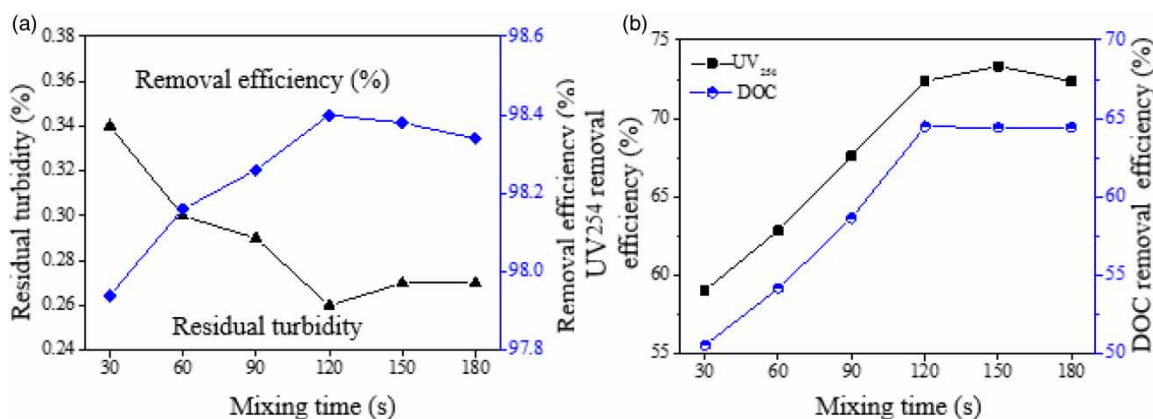 (a)
0.38
0.36
0.34
0.32
0.30
0.28
0.26
0.24
Residual turbidity (%)
Removal efficiency (%)
Residual turbidity
98.6
98.4
98.2
98.0
97.8
Removal efficiency (%)
30 60 90 120 150 180
Mixing time (s)
(b)
75
70
65
60
55
UV254 removal
efficiency (%)
UV254
DOC
70
65
60
55
50
DOC removal efficiency (%)
30 60 90 120 150 180
Mixing time (s)